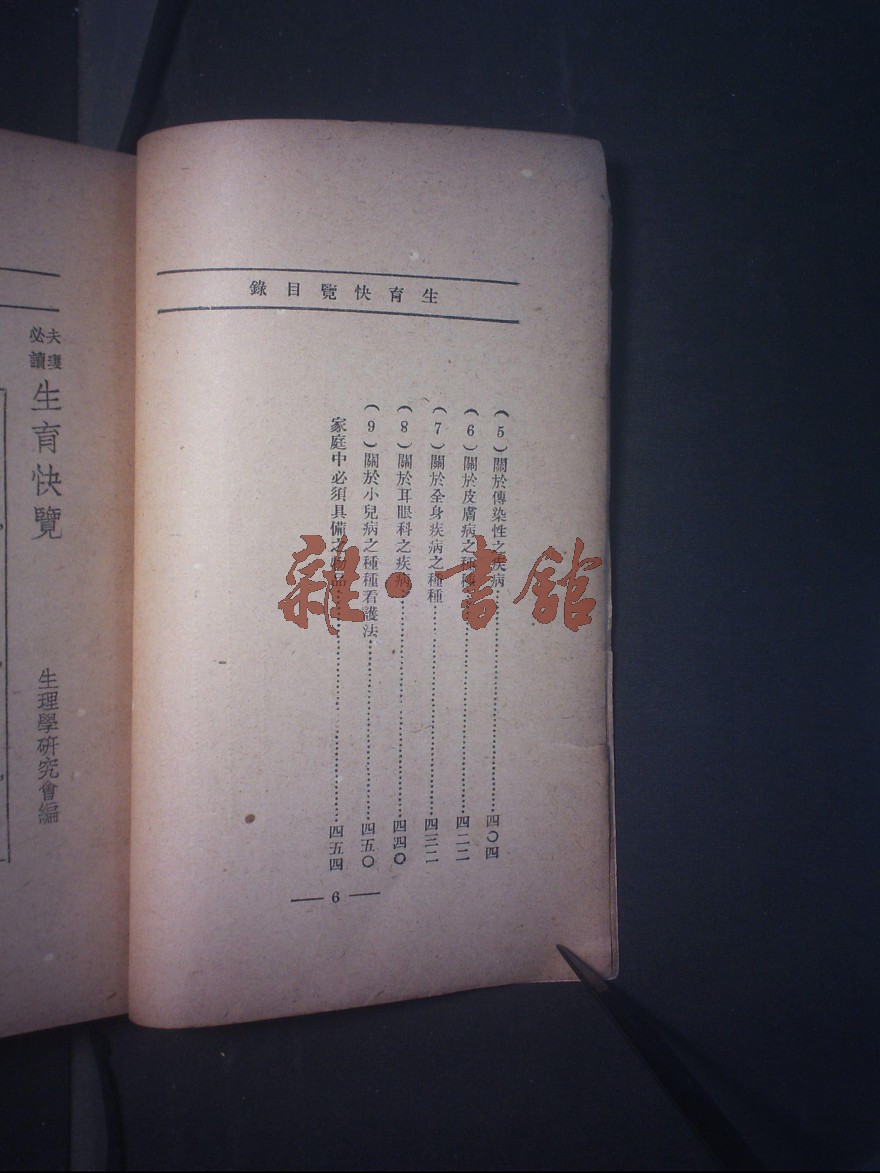 生育快覽目錄
(5)關於傳染性之疾病……四〇四
(6)關於皮膚病之種種……四二二
(7)關於全身疾病之種種……四三二
(8)關於耳眼科之疾病……四四〇
(9)關於小兒病之種種看護法……四五〇
家庭中必須具備之物品……四五四
— 6 —
雜·書館
夫妻必讀
生育快覽
生理學研究會編